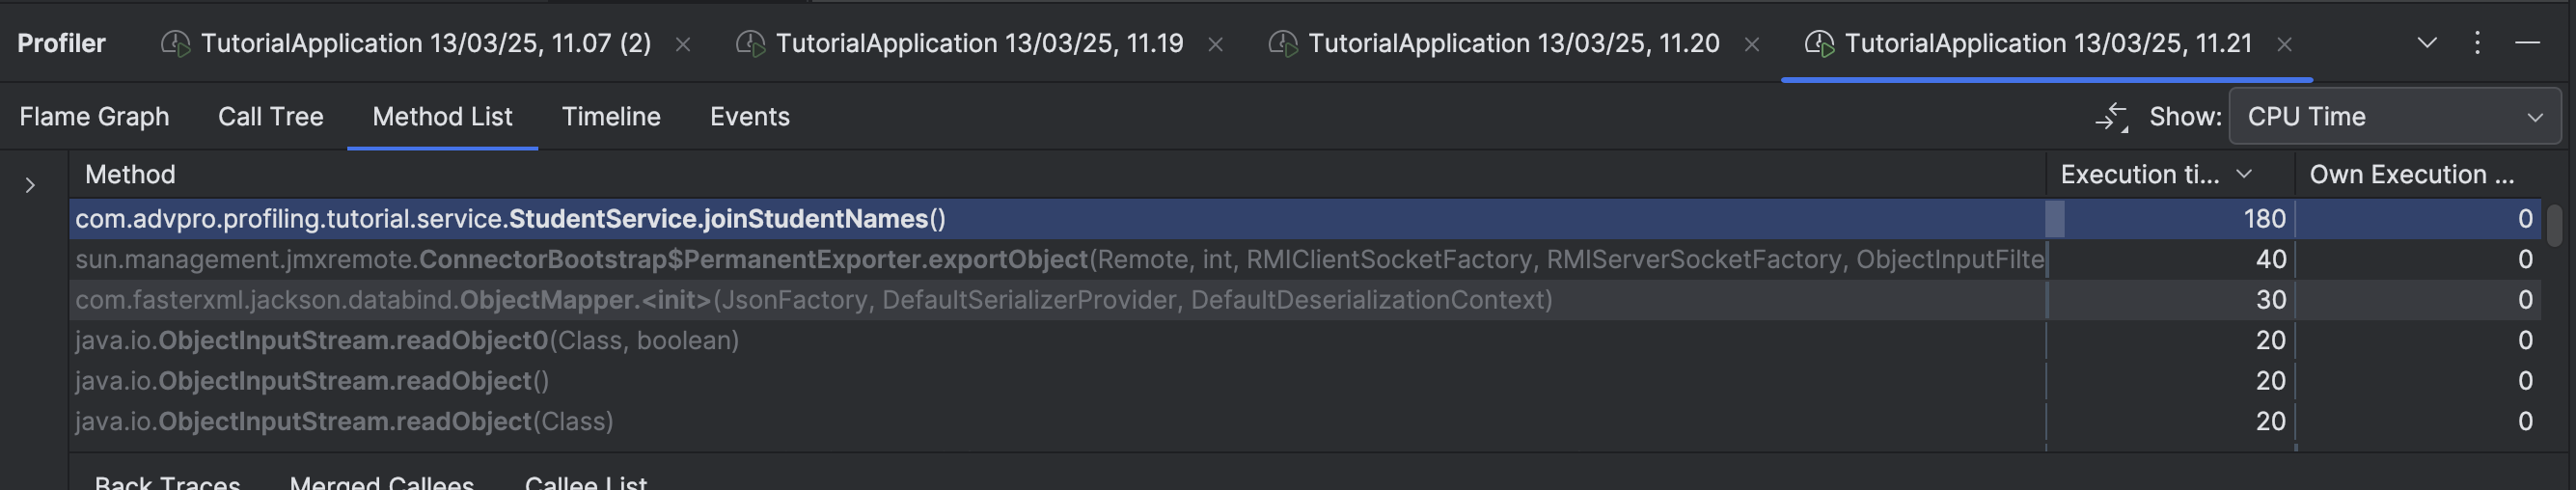 Profiler TutorialApplication 13/03/25, 11.07 (2) TutorialApplication 13/03/25, 11.19 TutorialApplication 13/03/25, 11.20 TutorialApplication 13/03/25, 11.21
Flame Graph Call Tree Method List Timeline Events Show: CPU Time
Method Execution ti... Own Execution ...
com.advpro.profiling.tutorial.service.StudentService.joinStudentNames() 180 0
sun.management.jmxremote.ConnectorBootstrap$PermanentExporter.exportObject(Remote, int, RMIClientSocketFactory, RMIServerSocketFactory, ObjectInputFilte 40 0
com.fasterxml.jackson.databind.ObjectMapper.<init>(JsonFactory, DefaultSerializerProvider, DefaultDeserializationContext) 30 0
java.io.ObjectInputStream.readObject0(Class, boolean) 20 0
java.io.ObjectInputStream.readObject() 20 0
java.io.ObjectInputStream.readObject(Class) 20 0
Back Traces Merged Callees Callee List